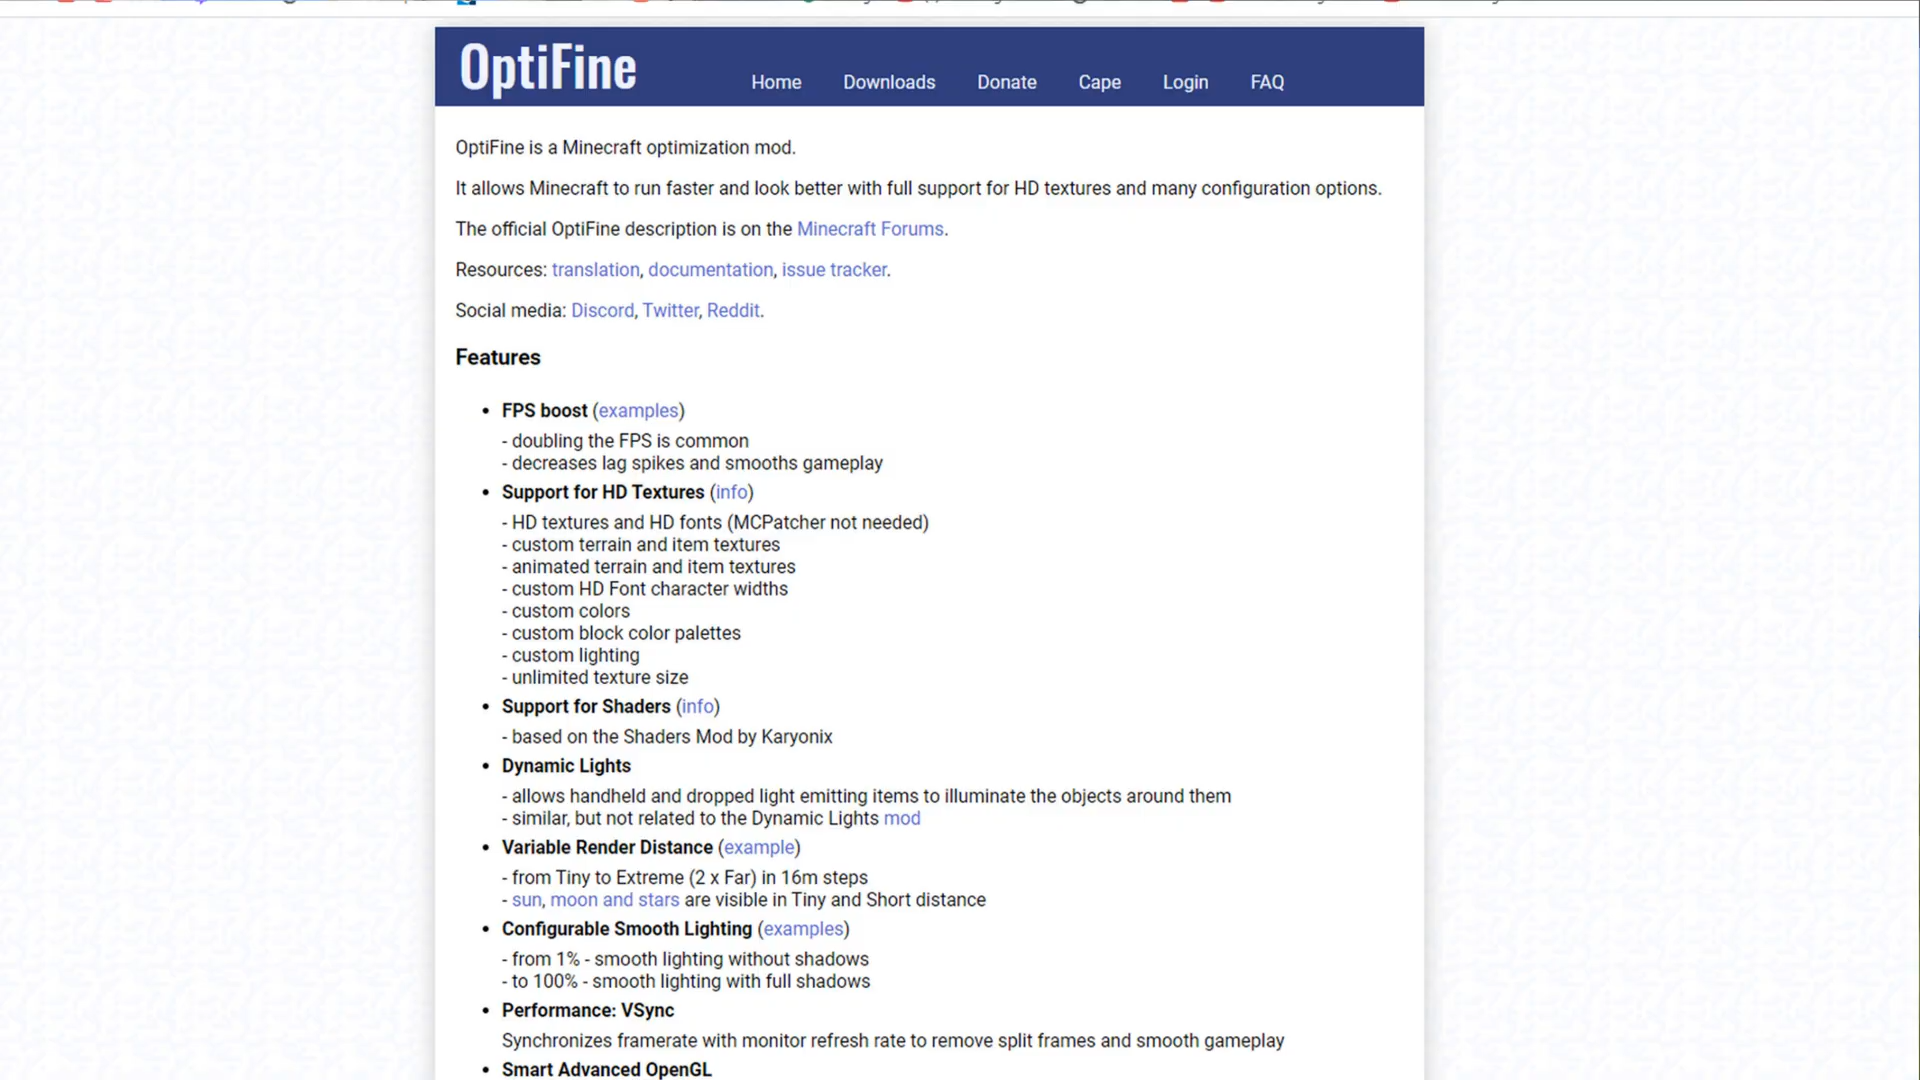 OptiFine
Home Downloads Donate Cape Login FAQ
OptiFine is a Minecraft optimization mod.
It allows Minecraft to run faster and look better with full support for HD textures and many configuration options.
The official OptiFine description is on the Minecraft Forums.
Resources: translation, documentation, issue tracker.
Social media: Discord, Twitter, Reddit.
Features
• FPS boost (examples)
- doubling the FPS is common
- decreases lag spikes and smooths gameplay
• Support for HD Textures (info)
- HD textures and HD fonts (MCPatcher not needed)
- custom terrain and item textures
- animated terrain and item textures
- custom HD Font character widths
- custom colors
- custom block color palettes
- custom lighting
- unlimited texture size
• Support for Shaders (info)
- based on the Shaders Mod by Karyonix
• Dynamic Lights
- allows handheld and dropped light emitting items to illuminate the objects around them
- similar, but not related to the Dynamic Lights mod
• Variable Render Distance (example)
- from Tiny to Extreme (2 x Far) in 16m steps
- sun, moon and stars are visible in Tiny and Short distance
• Configurable Smooth Lighting (examples)
- from 1% - smooth lighting without shadows
- to 100% - smooth lighting with full shadows
• Performance: VSync
Synchronizes framerate with monitor refresh rate to remove split frames and smooth gameplay
• Smart Advanced OpenGL